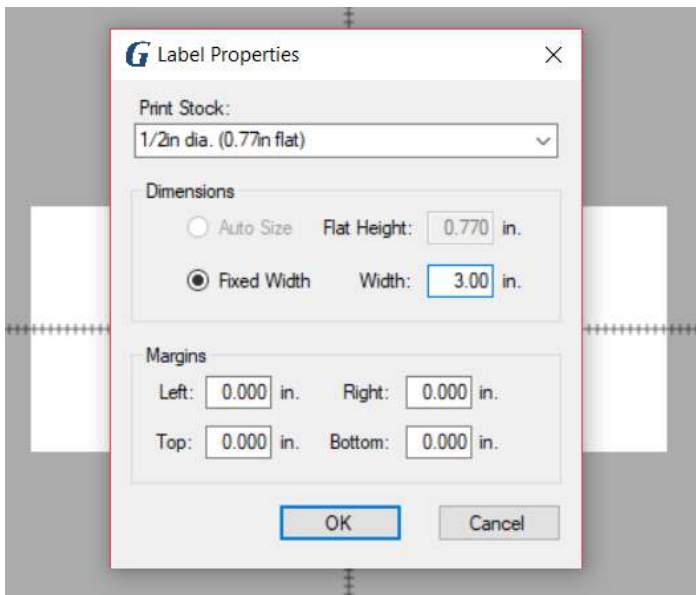 G Label Properties
Print Stock:
1/2in dia. (0.77in flat)
Dimensions
Auto Size Flat Height: 0.770 in.
Fixed Width Width: 3.00 in.
Margins
Left: 0.000 in. Right: 0.000 in.
Top: 0.000 in. Bottom: 0.000 in.
OK Cancel